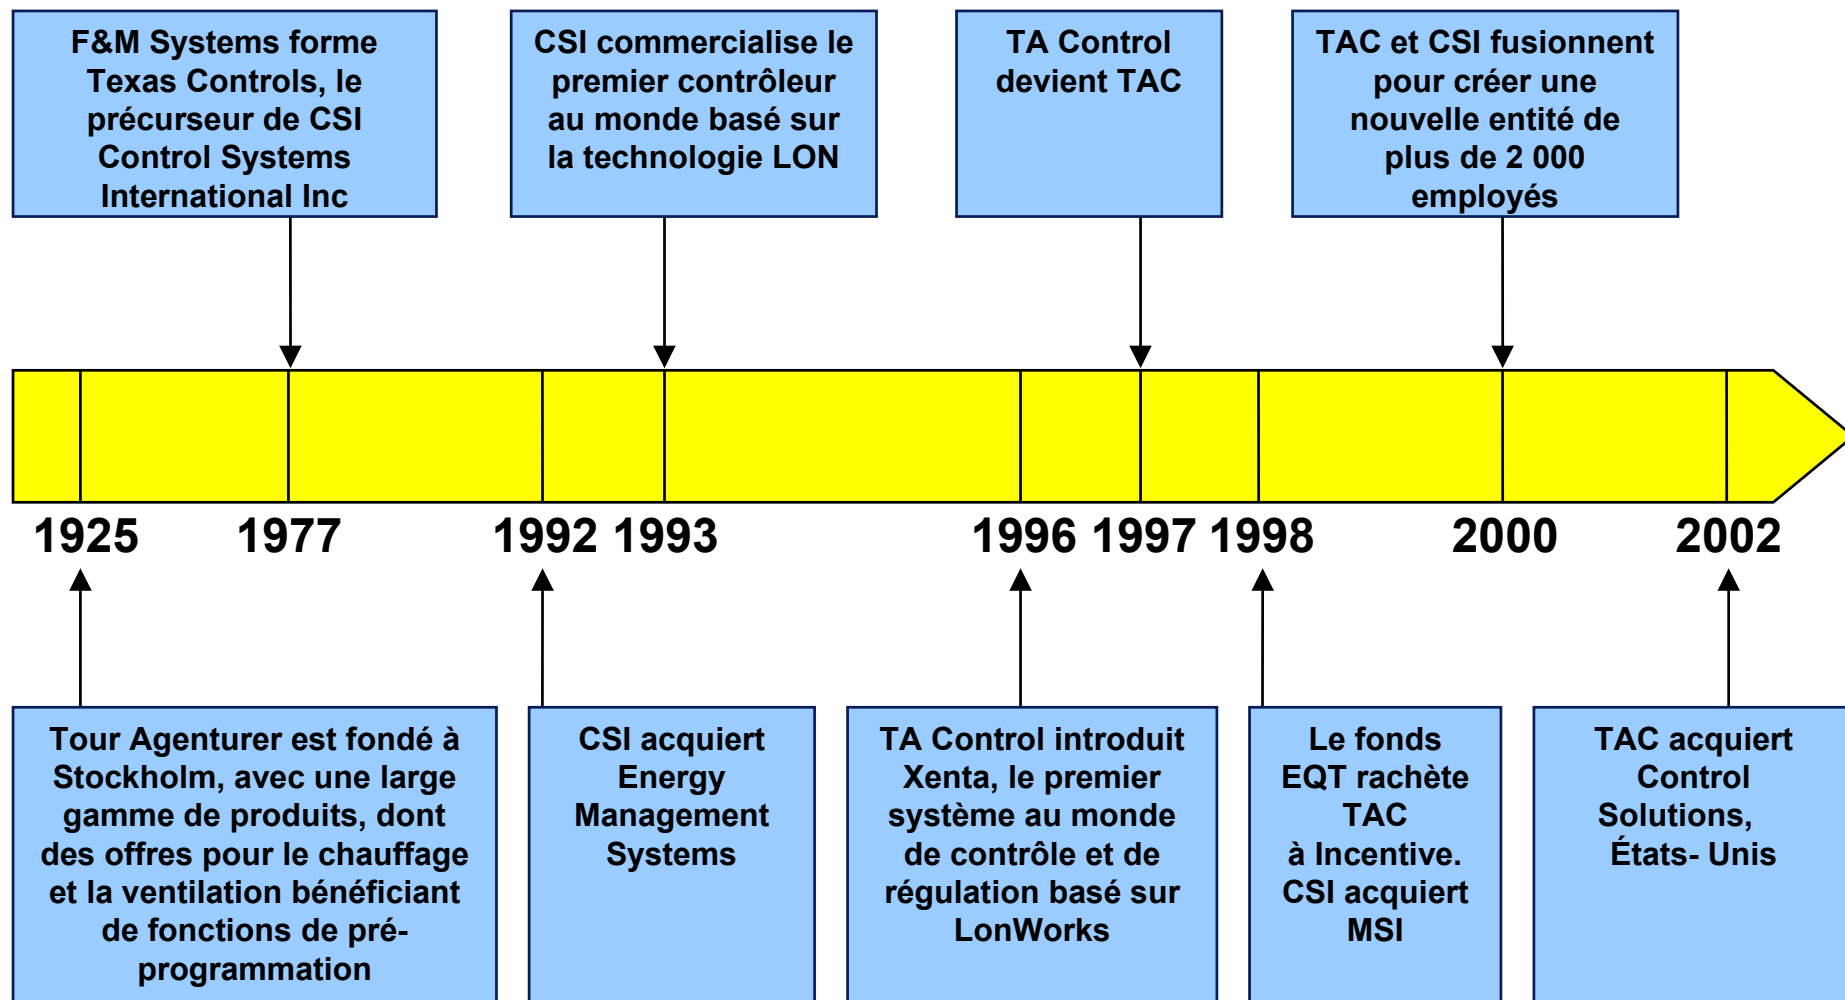 F&M Systems forme
Texas Controls, le
précurseur de CSI
Control Systems
International Inc
CSI commercialise le
premier contrôleur
au monde basé sur
la technologie LON
TA Control
devient TAC
TAC et CSI fusionnent
pour créer une
nouvelle entité de
plus de 2 000
employés
1925
1977
1992
1993
1996
1997
1998
2000
2002
Tour Agenturer est fondé à
Stockholm, avec une large
gamme de produits, dont
des offres pour le chauffage
et la ventilation bénéficiant
de fonctions de pré-
programmation
CSI acquiert
Energy
Management
Systems
TA Control introduit
Xenta, le premier
système au monde
de contrôle et de
régulation basé sur
LonWorks
Le fonds
EQT rachète
TAC
à Incentive.
CSI acquiert
MSI
TAC acquiert
Control
Solutions,
États- Unis